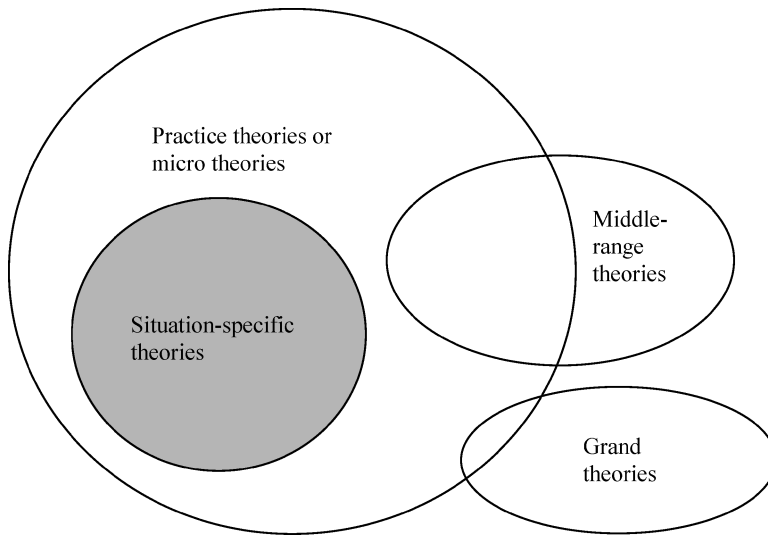 Practice theories or
micro theories
Middle-
range
theories
Situation-specific
theories
Grand
theories